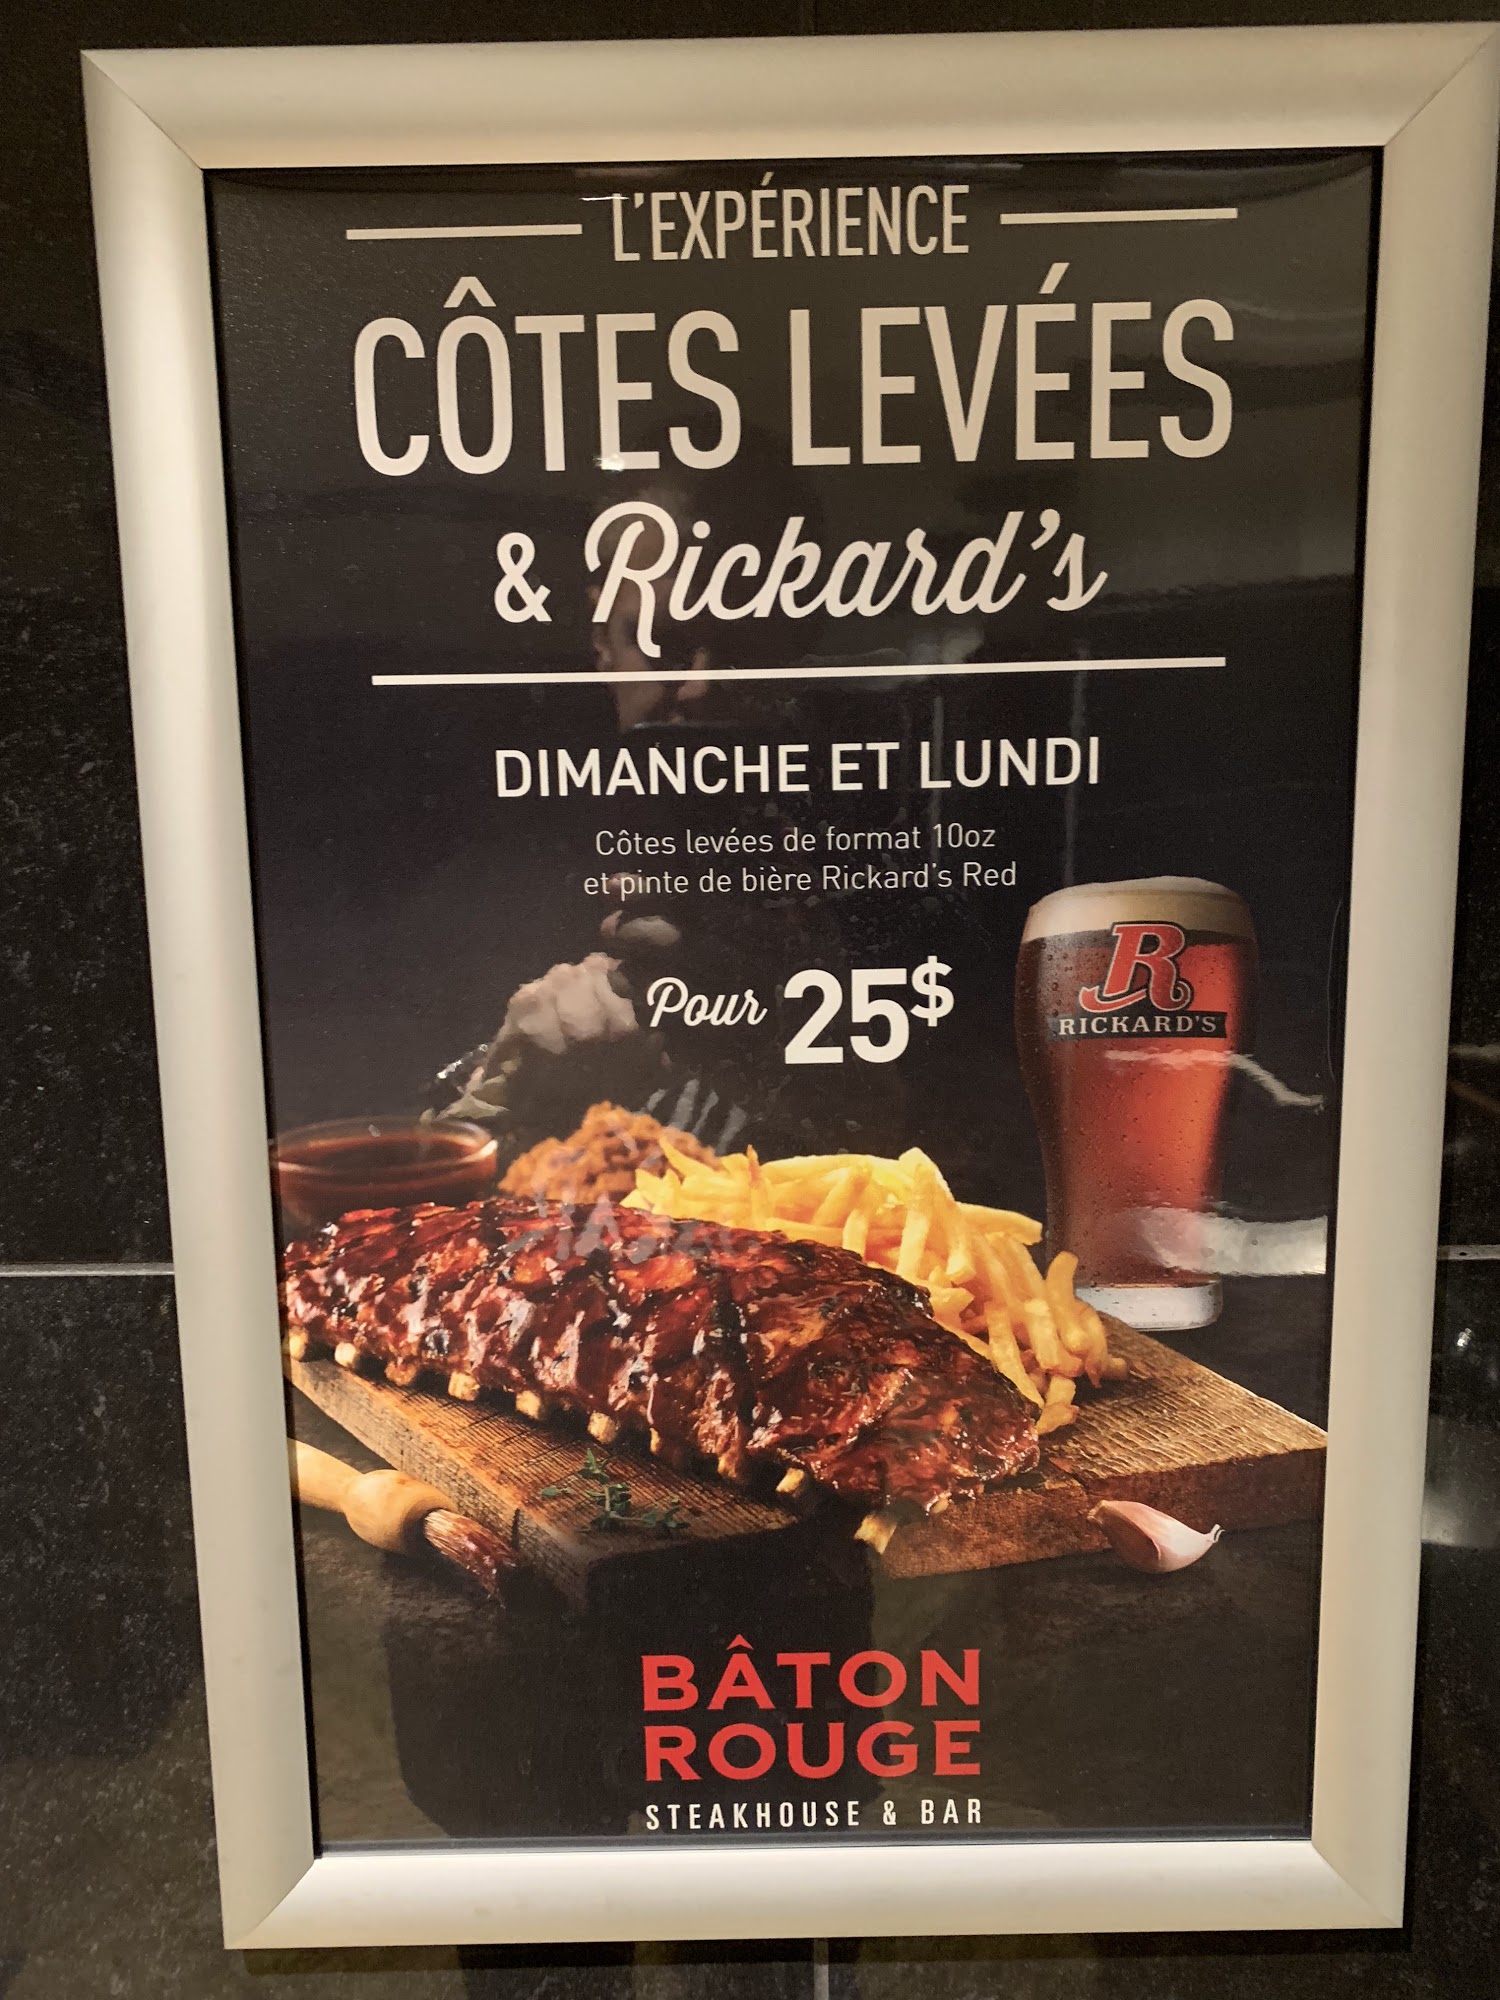 L'EXPÉRIENCE
CÔTES LEVÉES
& Rickard's
DIMANCHE ET LUNDI
Côtes levées de format 10oz
et pinte de bière Rickard's Red
Pour 25$
R
RICKARD'S
BÂTON
ROUGE
STEAKHOUSE & BAR